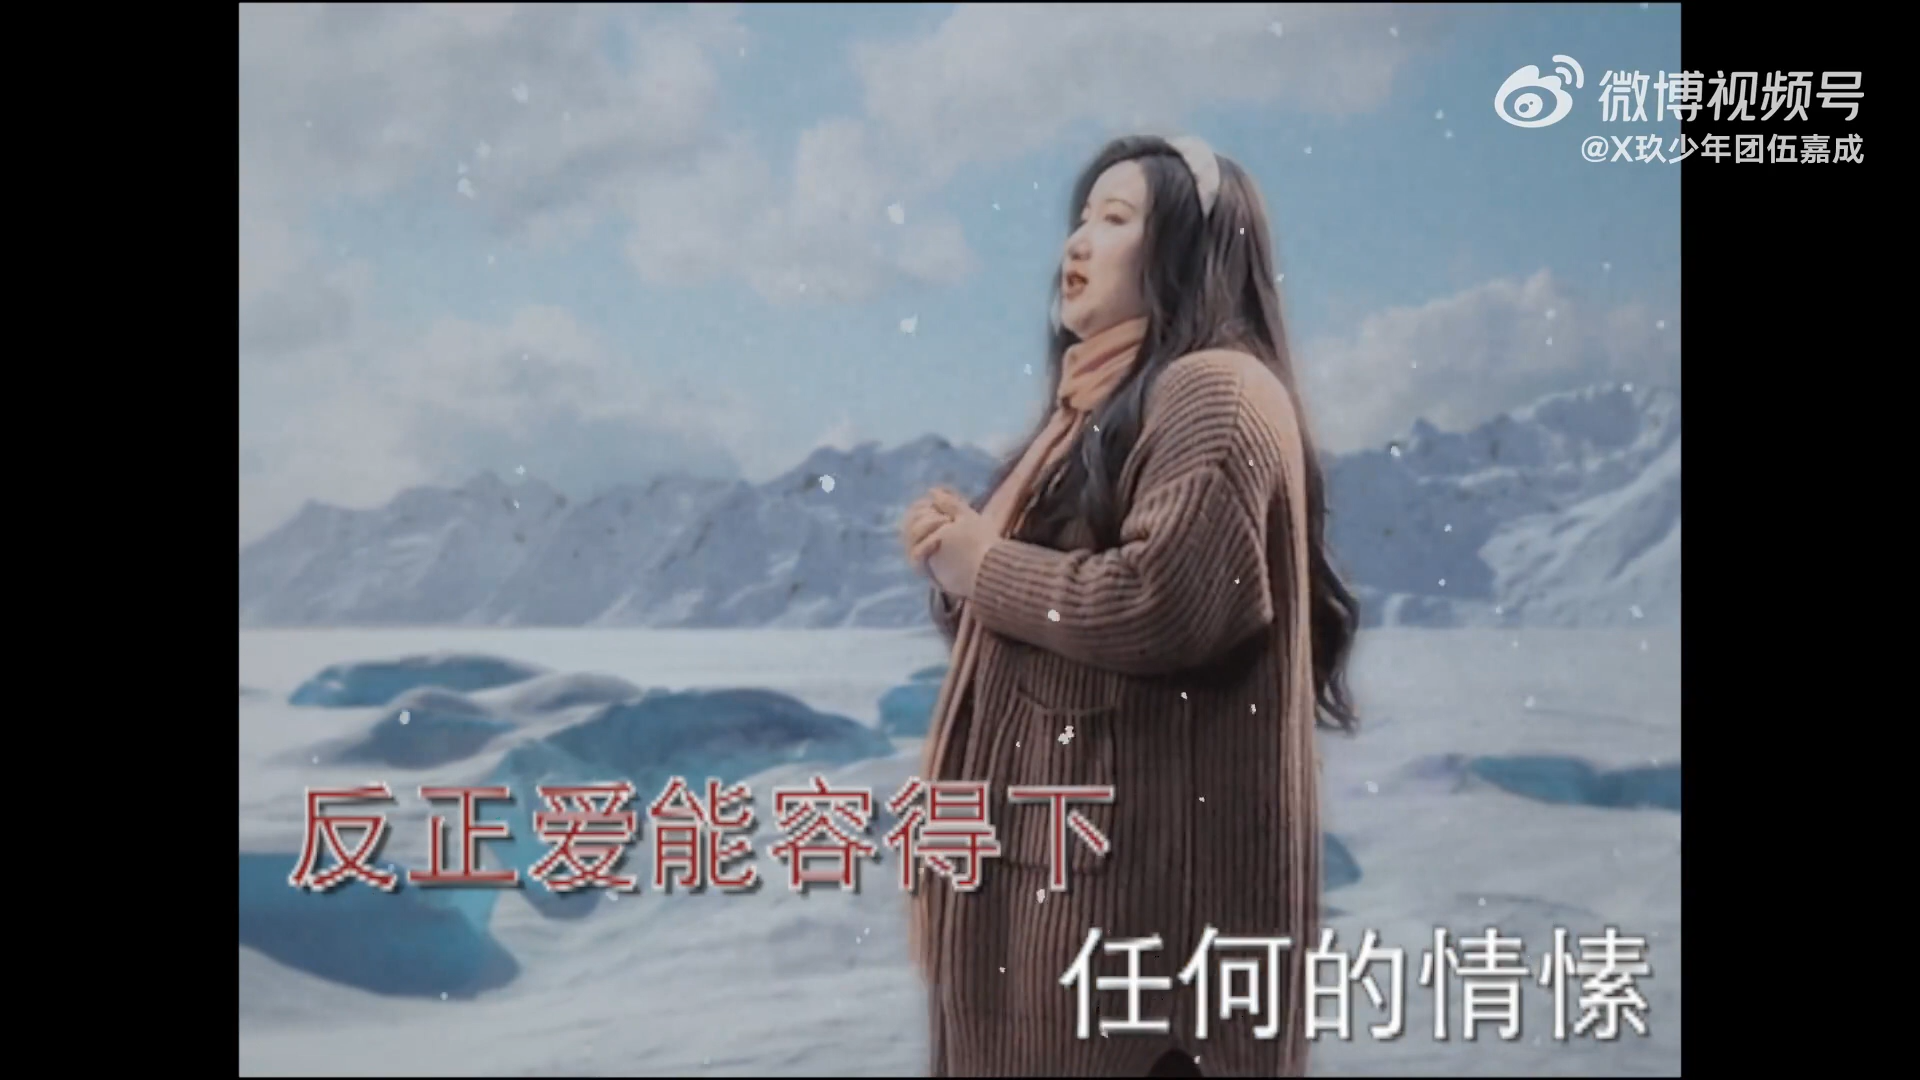 微博视频号
@X玖少年团伍嘉成
反正爱能容得下
任何的情愫